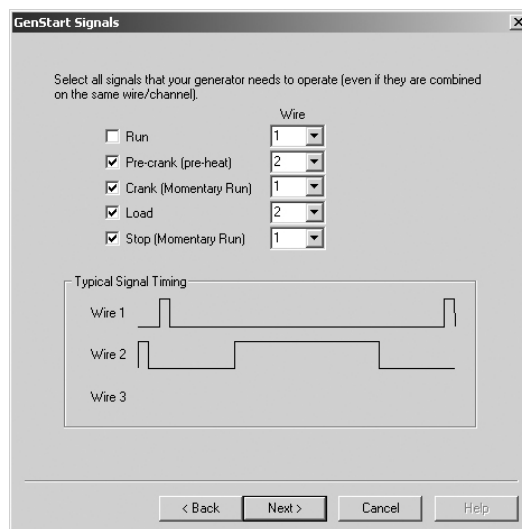 GenStart Signals
Select all signals that your generator needs to operate (even if they are combined
on the same wire/channel).
Wire
Run 1
Pre-crank (pre-heat) 2
Crank (Momentary Run) 1
Load 2
Stop (Momentary Run) 1
Typical Signal Timing
Wire 1
Wire 2
Wire 3
< Back Next > Cancel Help